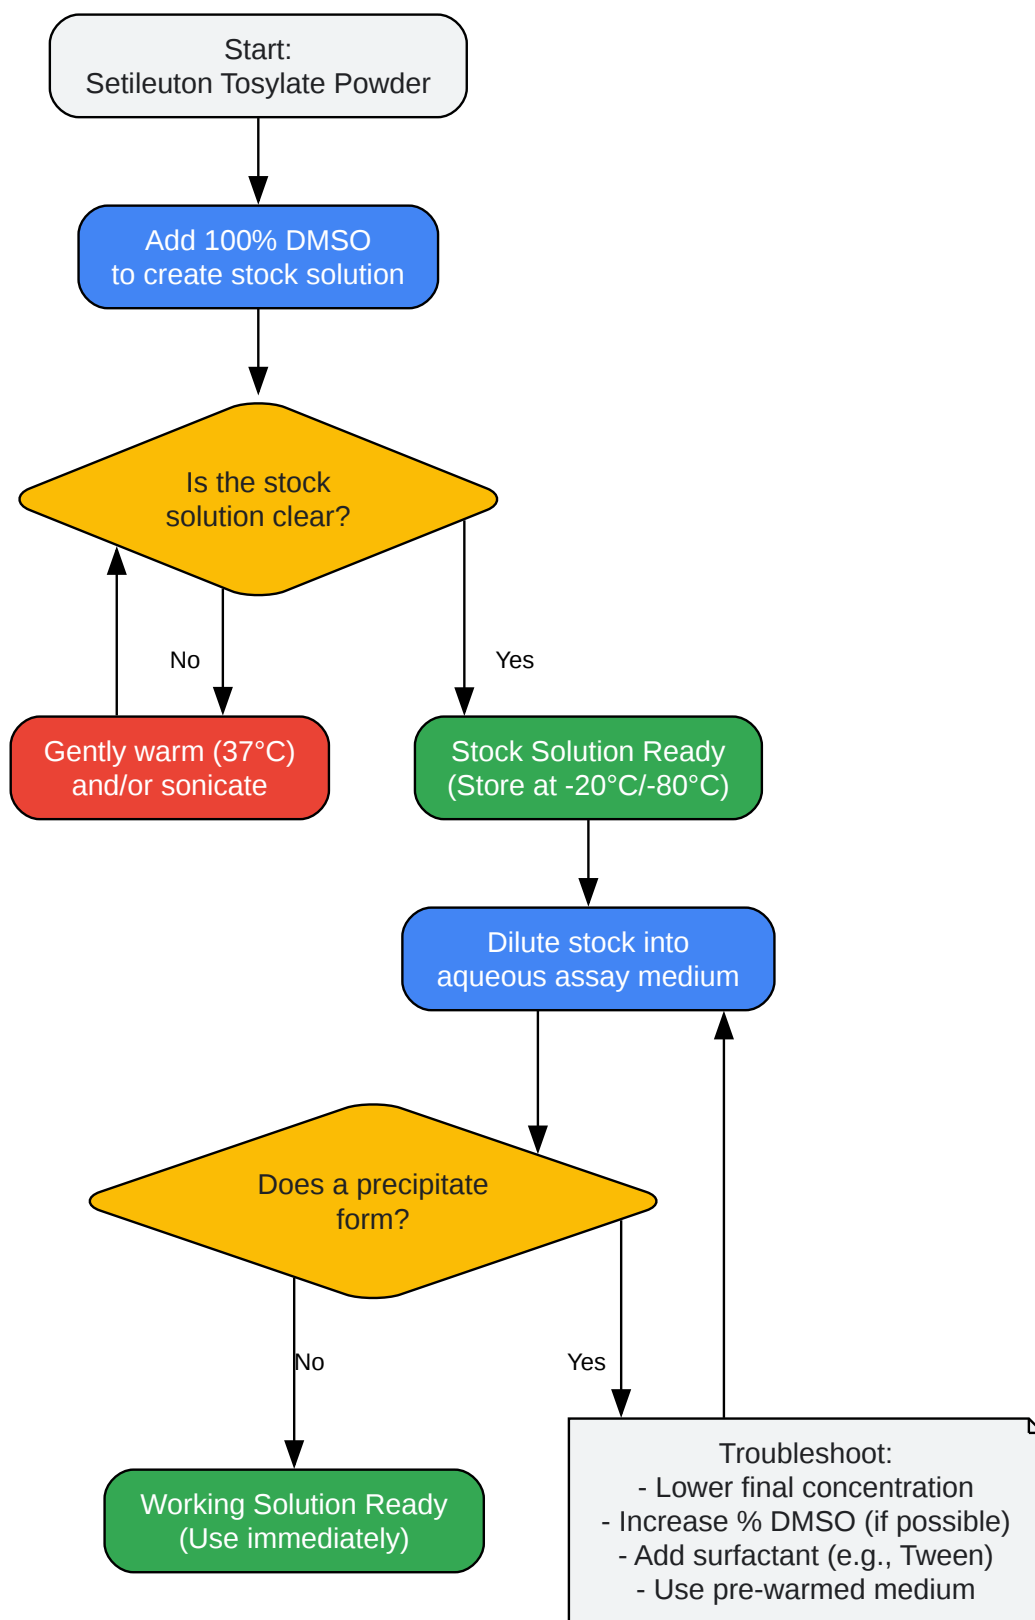 Start:
Setileuton Tosylate Powder
Add 100% DMSO
to create stock solution
Is the stock
solution clear?
No
Yes
Gently warm (37°C)
and/or sonicate
Stock Solution Ready
(Store at -20°C/-80°C)
Dilute stock into
aqueous assay medium
Does a precipitate
form?
No
Yes
Working Solution Ready
(Use immediately)
Troubleshoot:
- Lower final concentration
- Increase % DMSO (if possible)
- Add surfactant (e.g., Tween)
- Use pre-warmed medium